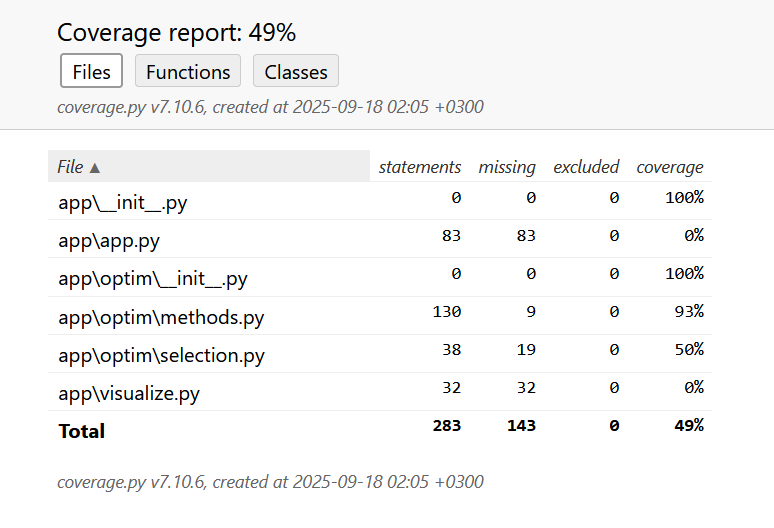 Coverage report: 49%
Files Functions Classes
coverage.py v7.10.6, created at 2025-09-18 02:05 +0300
File ▲ statements missing excluded coverage
app\__init__.py 0 0 0 100%
app\app.py 83 83 0 0%
app\optim\__init__.py 0 0 0 100%
app\optim\methods.py 130 9 0 93%
app\optim\selection.py 38 19 0 50%
app\visualize.py 32 32 0 0%
Total 283 143 0 49%
coverage.py v7.10.6, created at 2025-09-18 02:05 +0300